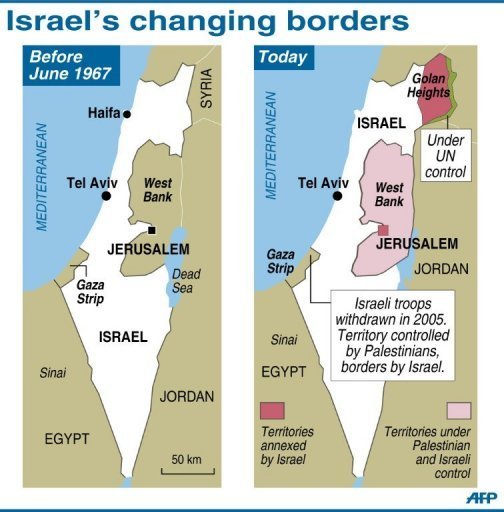 Israel's changing borders
Before
June 1967
SYRIA
Haifa
MEDITERRANEAN
Tel Aviv
West
Bank
JERUSALEM
Dead
Sea
Gaza
Strip
ISRAEL
Sinai
JORDAN
EGYPT
50 km
Today
Golan
Heights
ISRAEL
Under
UN
control
MEDITERRANEAN
Tel Aviv
West
Bank
JERUSALEM
Gaza
Strip
JORDAN
Israeli troops
withdrawn in 2005.
Territory controlled
by Palestinians,
borders by Israel.
Sinai
EGYPT
Territories
annexed
by Israel
Territories under
Palestinian
and Israeli
control
AFP